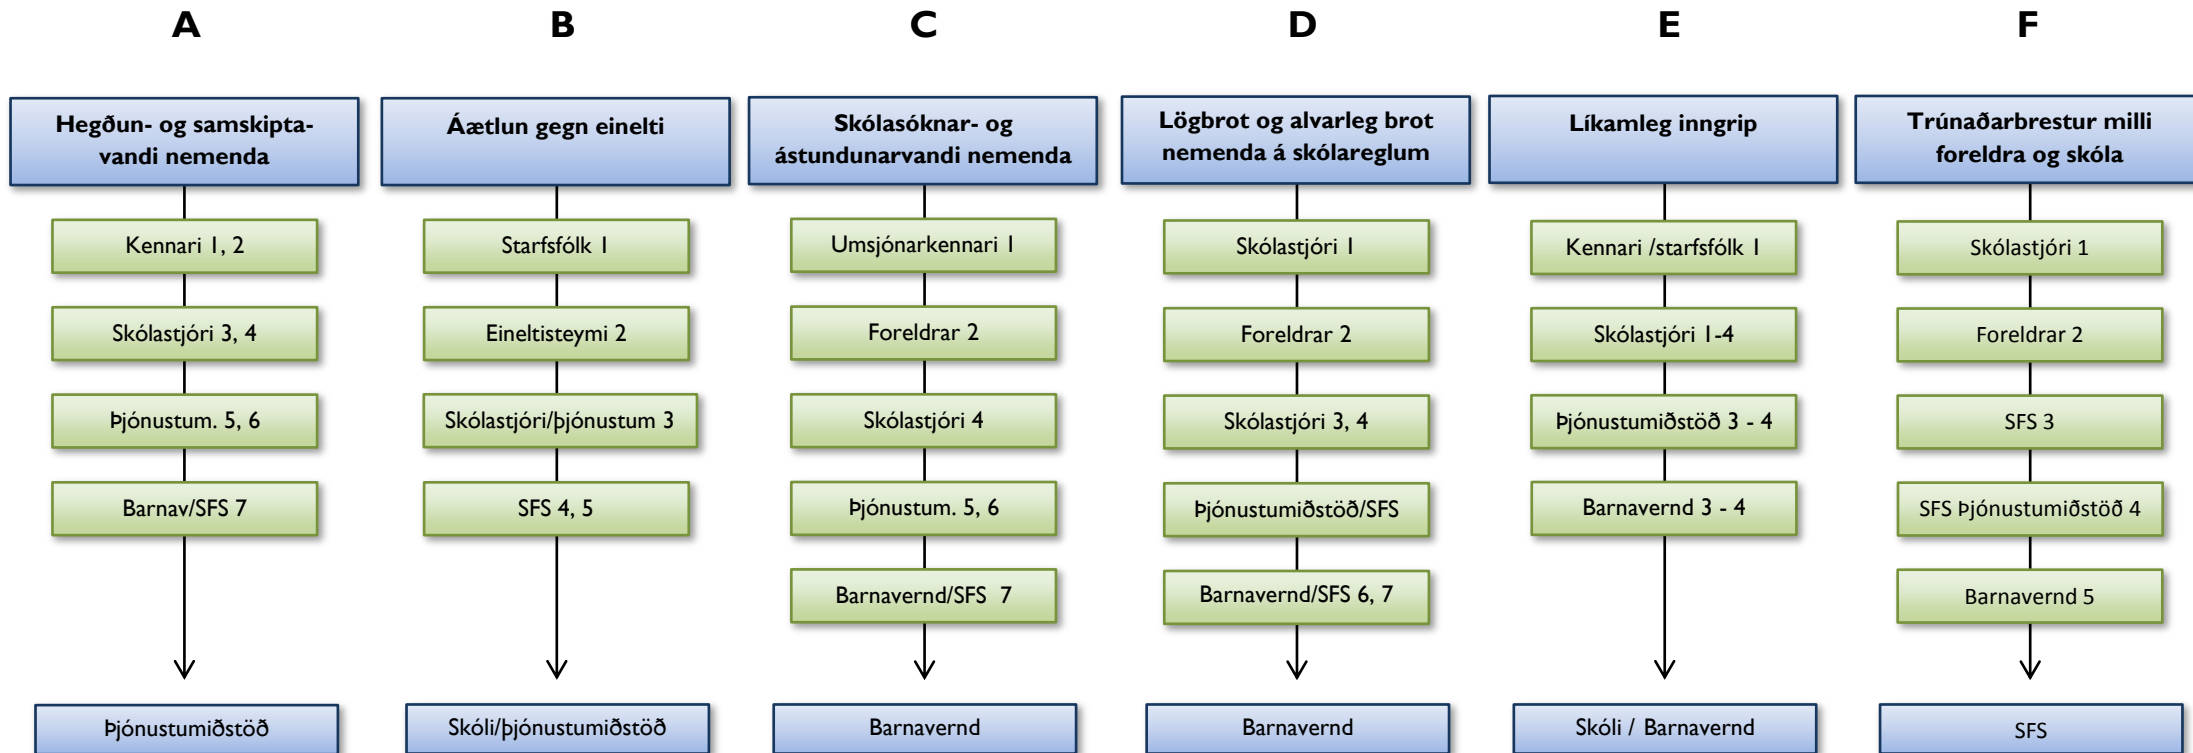 A
B
C
D
E
F
Hegðun- og samskipta-
vandi nemenda
Áætlun gegn einelti
Skólasóknar- og
ástundunarvandi nemenda
Lögbrot og alvarleg brot
nemenda á skólareglum
Líkamleg inngrip
Trúnaðarbrestur milli
foreldra og skóla
Kennari 1, 2
Starfsfólk 1
Umsjónarkennari 1
Skólastjóri 1
Kennari /starfsfólk 1
Skólastjóri 1
Skólastjóri 3, 4
Eineltisteymi 2
Foreldrar 2
Foreldrar 2
Skólastjóri 1-4
Foreldrar 2
Þjónustum. 5, 6
Skólastjóri/þjónustum 3
Skólastjóri 4
Skólastjóri 3, 4
Þjónustumiðstöð 3 - 4
SFS 3
Barnav/SFS 7
SFS 4, 5
Þjónustum. 5, 6
Þjónustumiðstöð/SFS
Barnavernd 3 - 4
SFS Þjónustumiðstöð 4
Barnavernd/SFS 7
Barnavernd/SFS 6, 7
Barnavernd 5
Þjónustumiðstöð
Skóli/þjónustumiðstöð
Barnavernd
Barnavernd
Skóli / Barnavernd
SFS